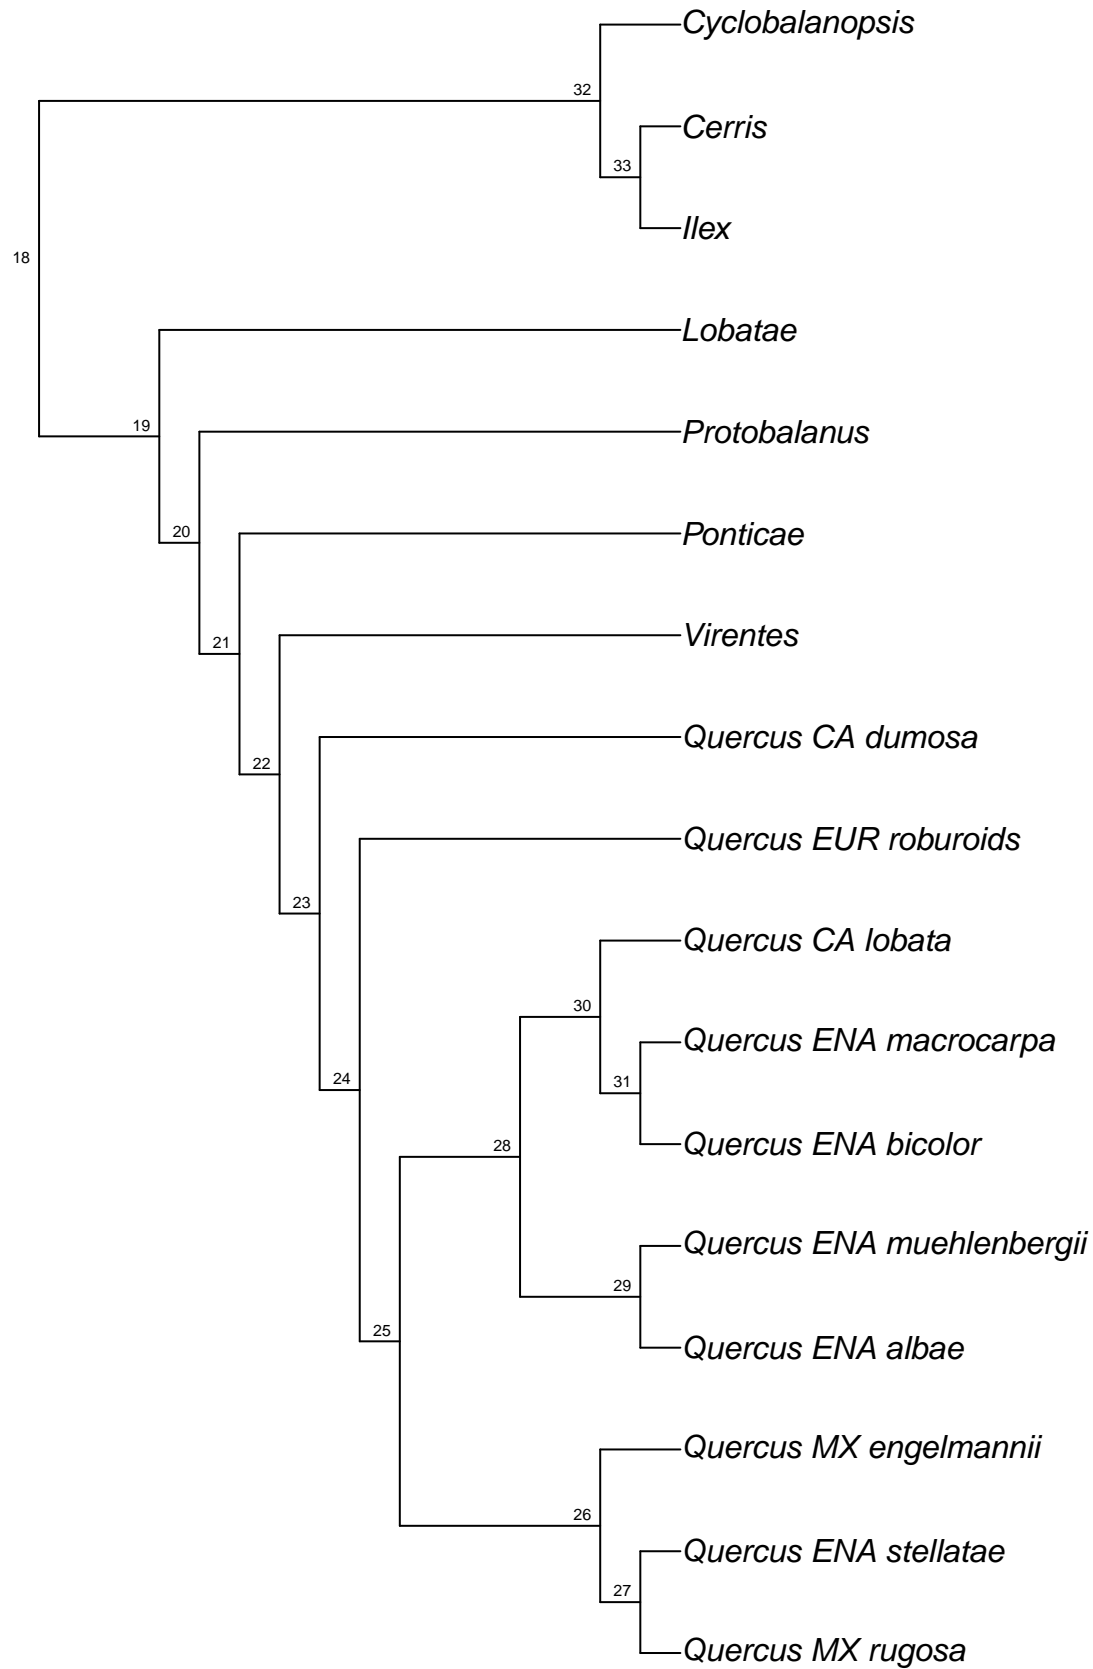 Cyclobalanopsis
32
Cerris
33
Ilex
18
Lobatae
19
Protobalanus
20
Ponticae
21
Virentes
22
Quercus CA dumosa
Quercus EUR roburoids
23
Quercus CA lobata
30
Quercus ENA macrocarpa
24
31
Quercus ENA bicolor
28
Quercus ENA muehlenbergii
29
25
Quercus ENA albae
Quercus MX engelmannii
26
Quercus ENA stellatae
27
Quercus MX rugosa